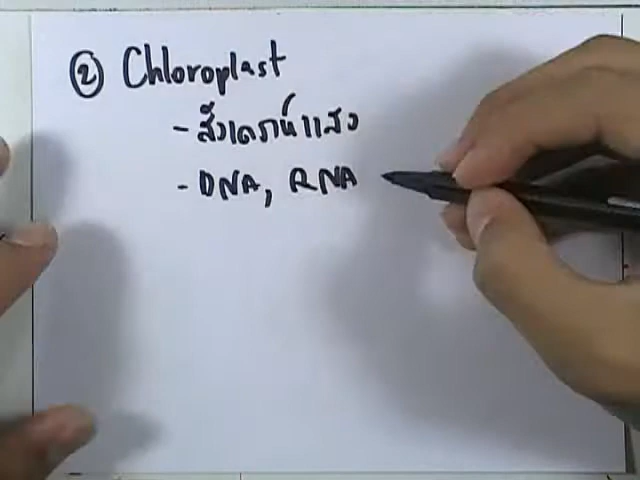 ② Chloroplast
- สังเคราะห์แสง
- DNA, RNA